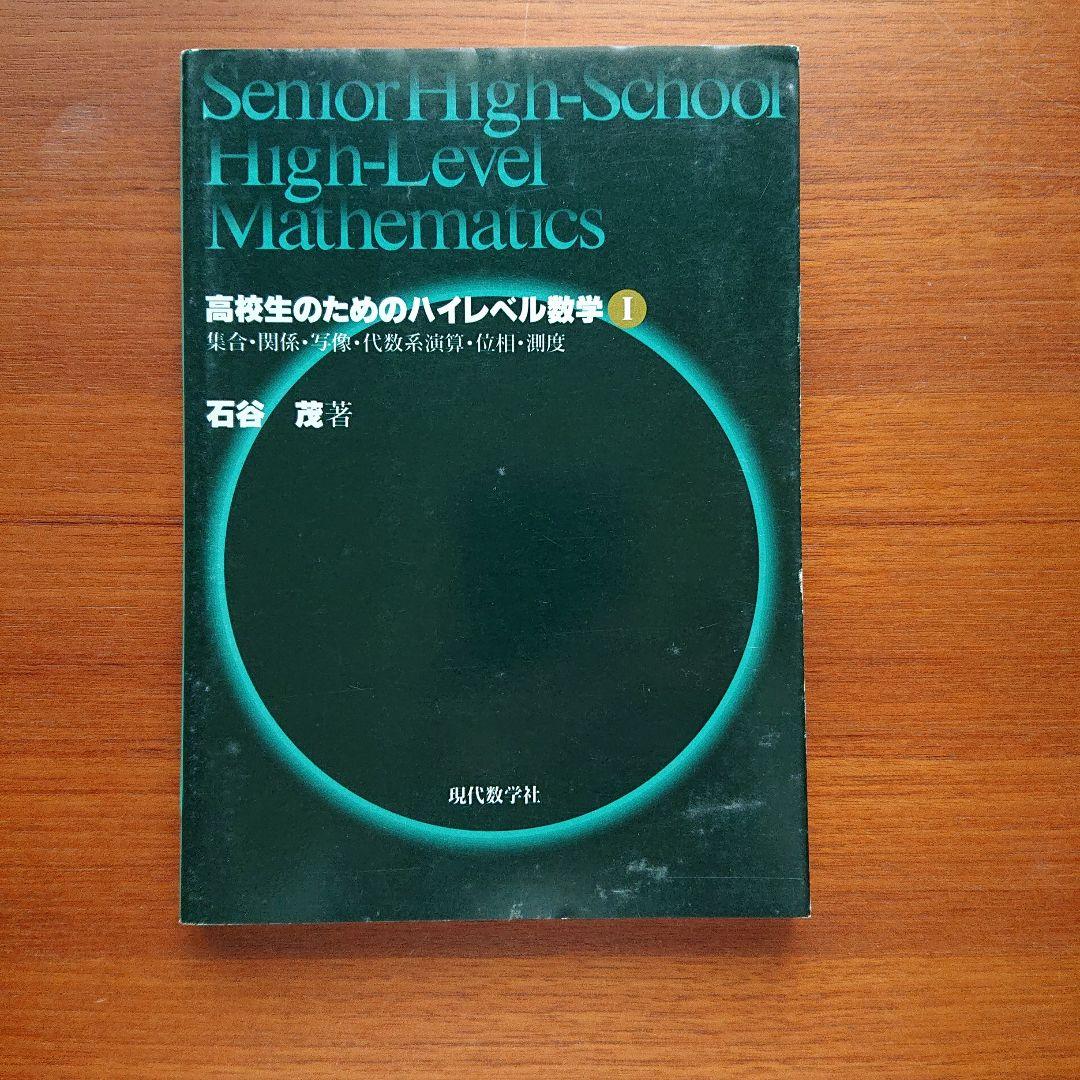 Senior High-School
High-Level
Mathematics
高校生のためのハイレベル数学 I
集合・関係・写像・代数系演算・位相・測度
石谷 茂著
現代数学社